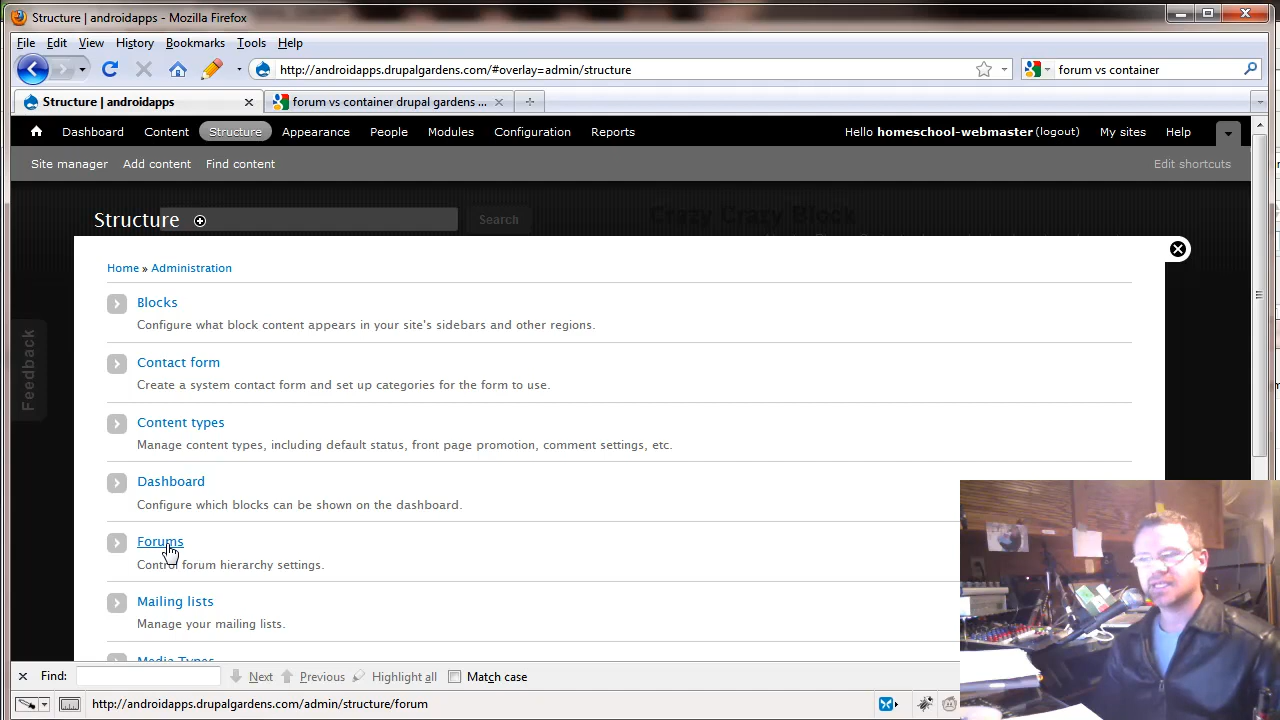 Structure | androidapps - Mozilla Firefox
File Edit View History Bookmarks Tools Help
http://androidapps.drupalgardens.com/#overlay=admin/structure
forum vs container
Structure | androidapps
forum vs container drupal gardens ...
Dashboard Content Structure Appearance People Modules Configuration Reports
Hello homeschool-webmaster (logout) My sites Help
Site manager Add content Find content
Edit shortcuts
Structure
Search
Crazy Crazy Block
Home » Administration
Blocks
Configure what block content appears in your site's sidebars and other regions.
Contact form
Create a system contact form and set up categories for the form to use.
Feedback
Content types
Manage content types, including default status, front page promotion, comment settings, etc.
Dashboard
Configure which blocks can be shown on the dashboard.
Forums
Control forum hierarchy settings.
Mailing lists
Manage your mailing lists.
Media Types
Find: Next Previous Highlight all Match case
http://androidapps.drupalgardens.com/admin/structure/forum